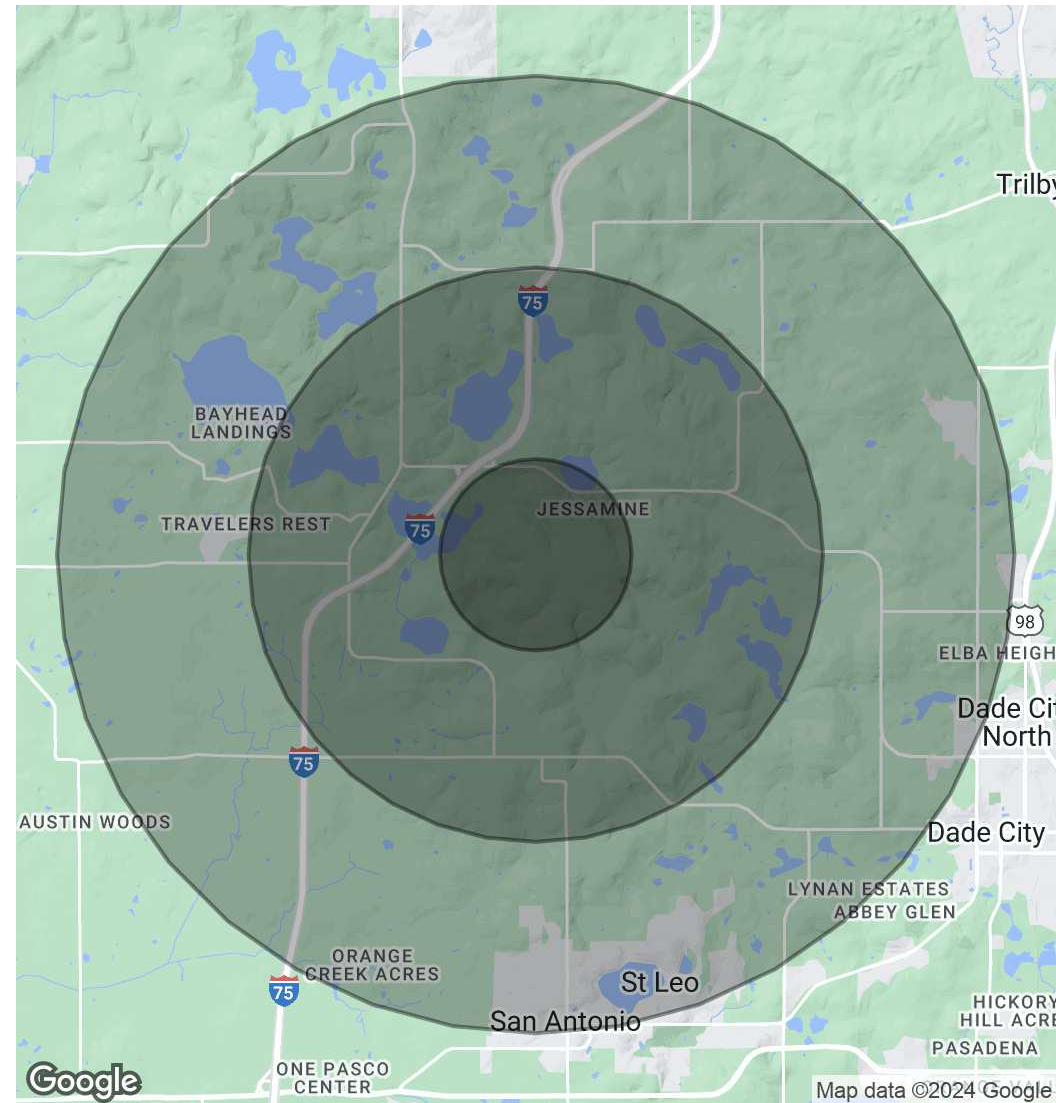 Trilby
75
BAYHEAD
LANDINGS
JESSAMINE
TRAVELERS REST
75
98
ELBA HEIGH
Dade Cit
North
75
AUSTIN WOODS
Dade City
LYNAN ESTATES
ABBEY GLEN
ORANGE
CREEK ACRES
St Leo
75
San Antonio
HICKORY
HILL ACRE
PASADENA
ONE PASCO
CENTER
Google
Map data ©2024 Google